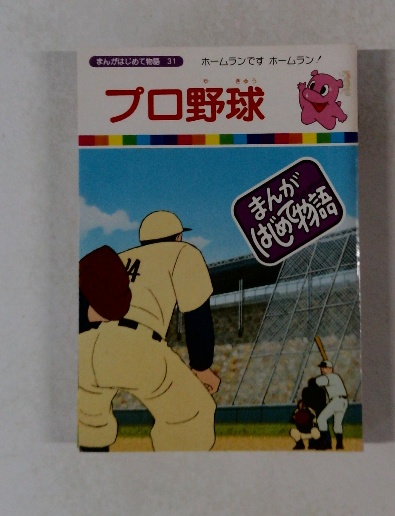 まんがはじめて物語 31
ホームランです ホームラン！
や きゅう
プロ野球
まんが
はじめて物語
14